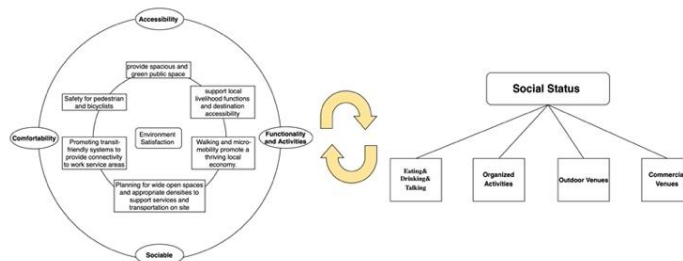 Accessibility
provide spacious and
green public space
Safety for pedestrian
and bicyclists
support local
livelihood functions and
destination
accessibility
Comfortability
Promoting transit-
friendly systems to
provide connectivity
to work service areas
Environment
Satisfaction
Walking and micro-
mobility promote a
thriving local
economy.
Functionality
and Activities
Planning for wide open spaces
and appropriate densities to
support services and
transportation on site
Sociable
Social Status
Eating&
Drinking&
Talking
Organized
Activities
Outdoor Venues
Commercia
Venues